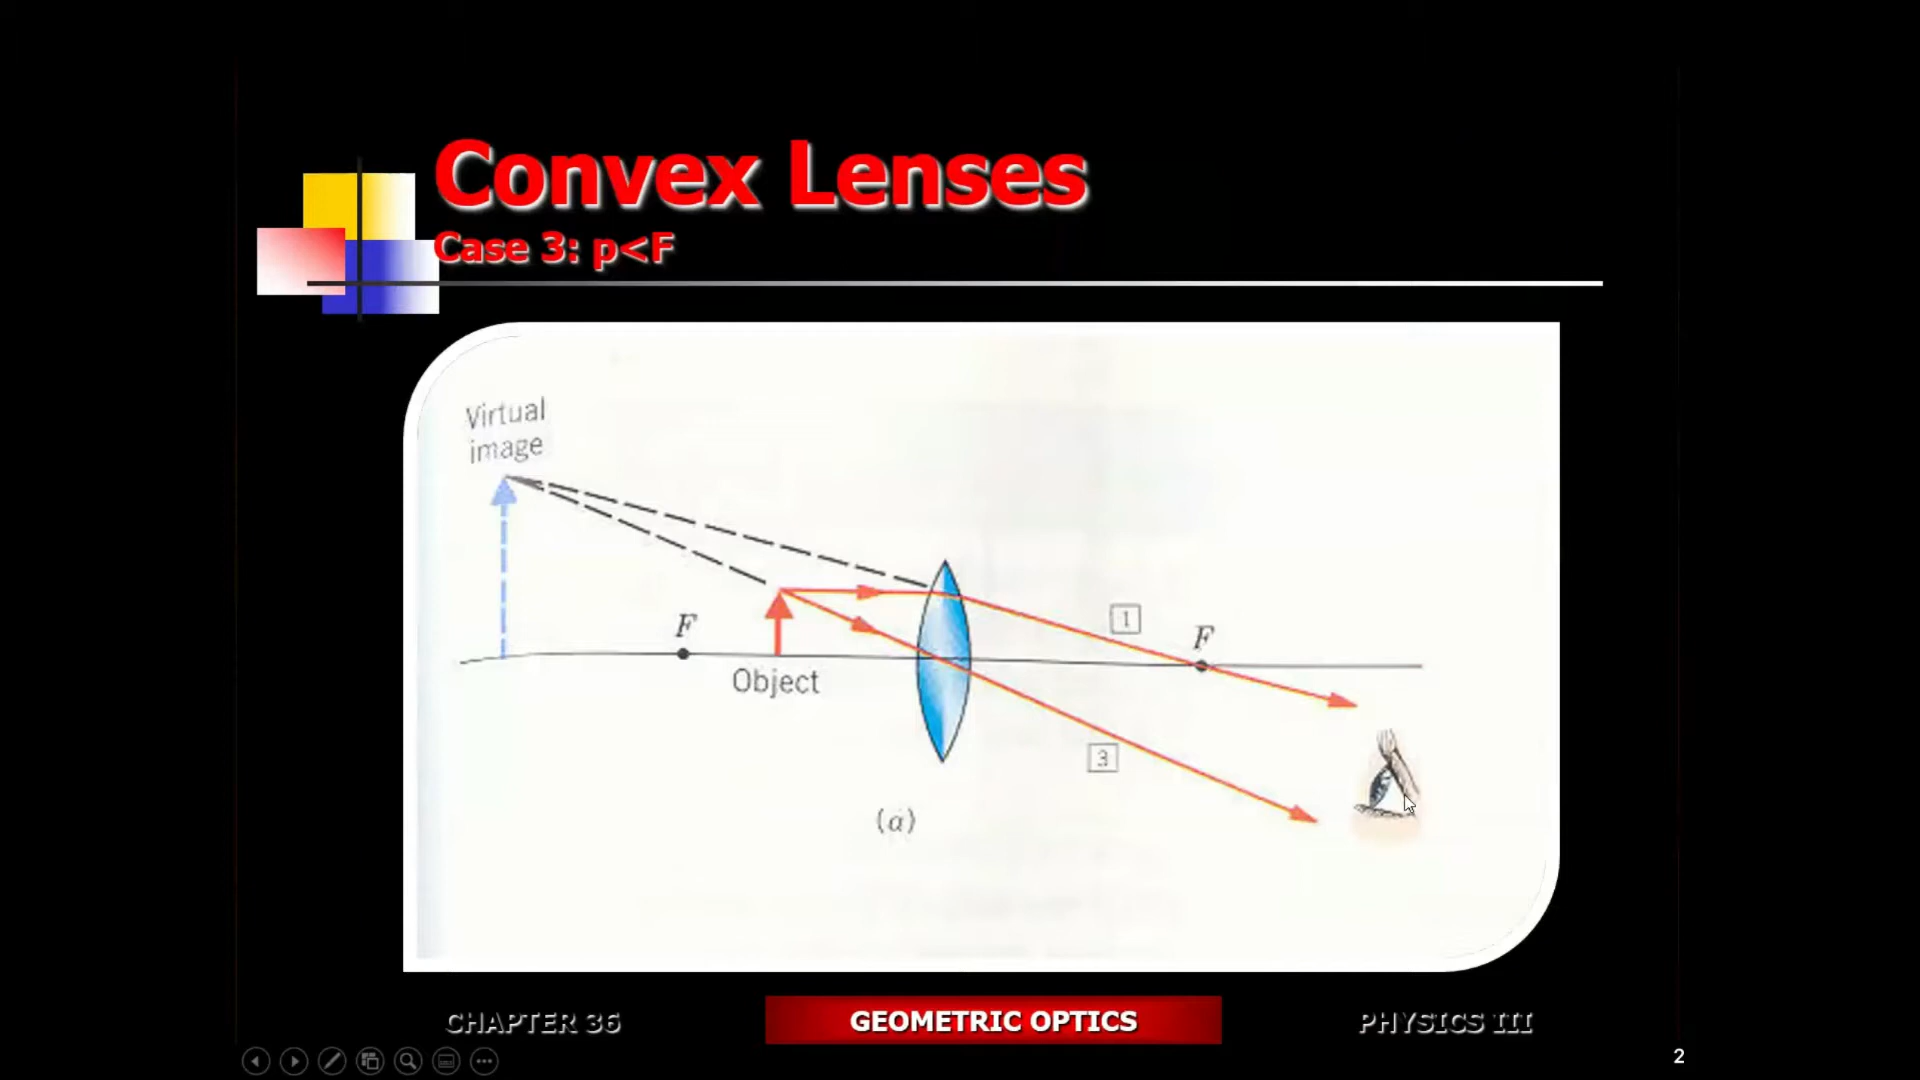 Convex Lenses
Case 3: p<F
Virtual
image
F
Object
1
F
3
(a)
CHAPTER 36
GEOMETRIC OPTICS
PHYSICS III
2